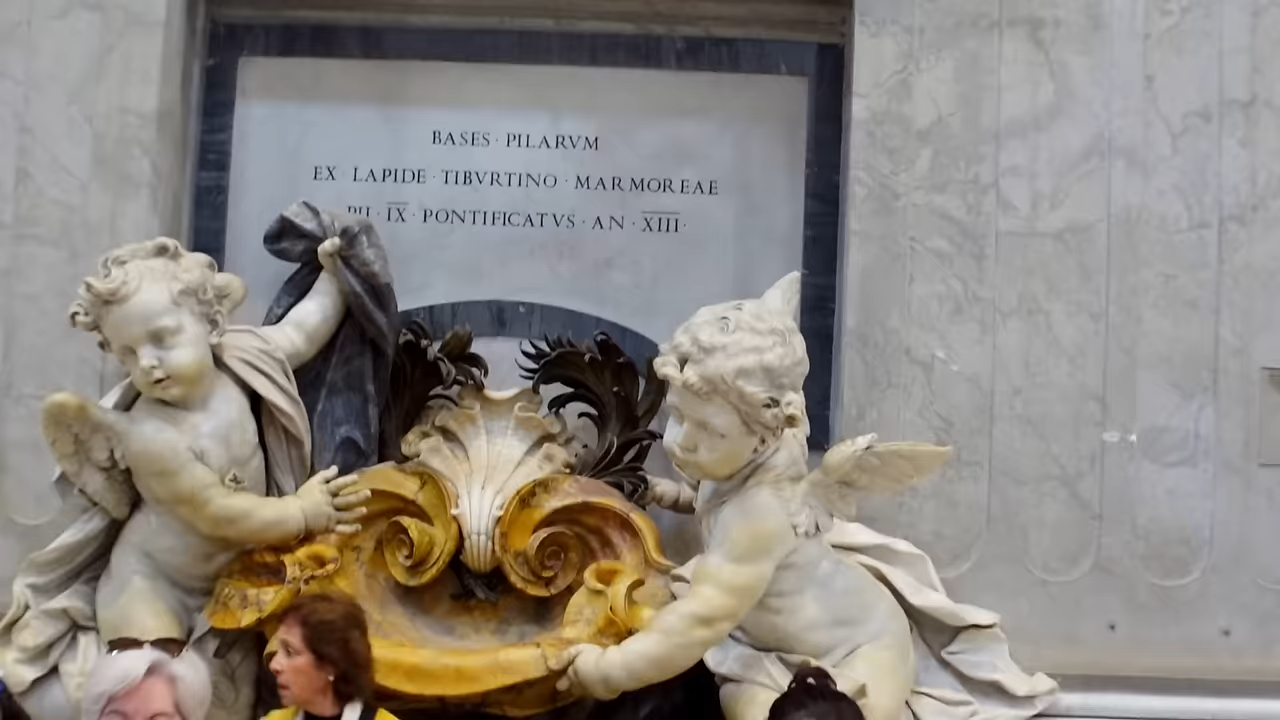 BASES · PILARVM
EX LAPIDE · TIBVRTINO · MARMOREAE
PII · IX · PONTIFICATVS · AN · XIII ·